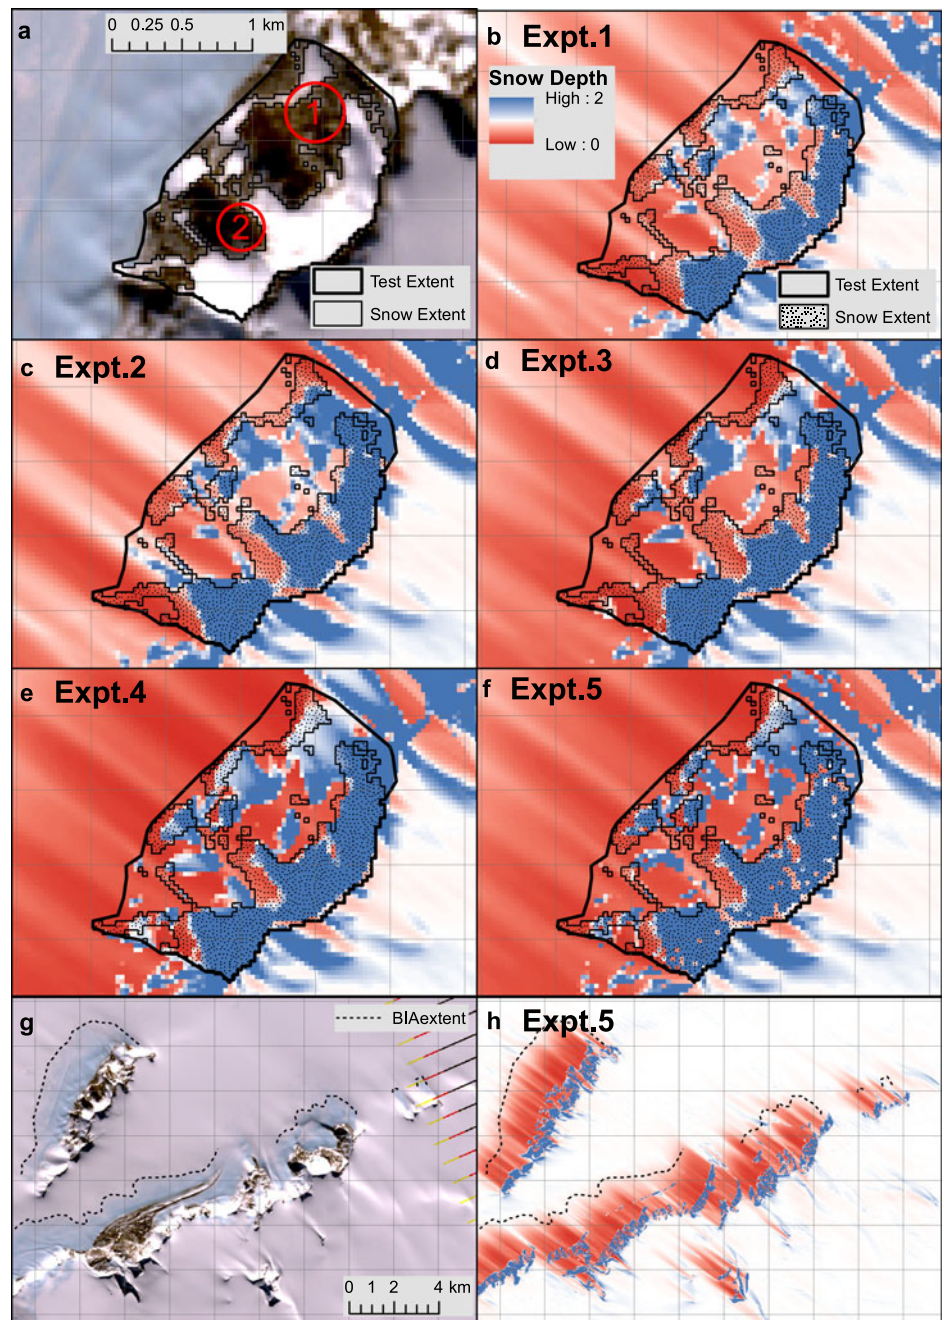 a
0 0.25 0.5 1 km
1
2
Test Extent
Snow Extent
b Expt.1
Snow Depth
High : 2
Low : 0
Test Extent
Snow Extent
c Expt.2
d Expt.3
e Expt.4
f Expt.5
g
BIAextent
0 1 2 4 km
h Expt.5